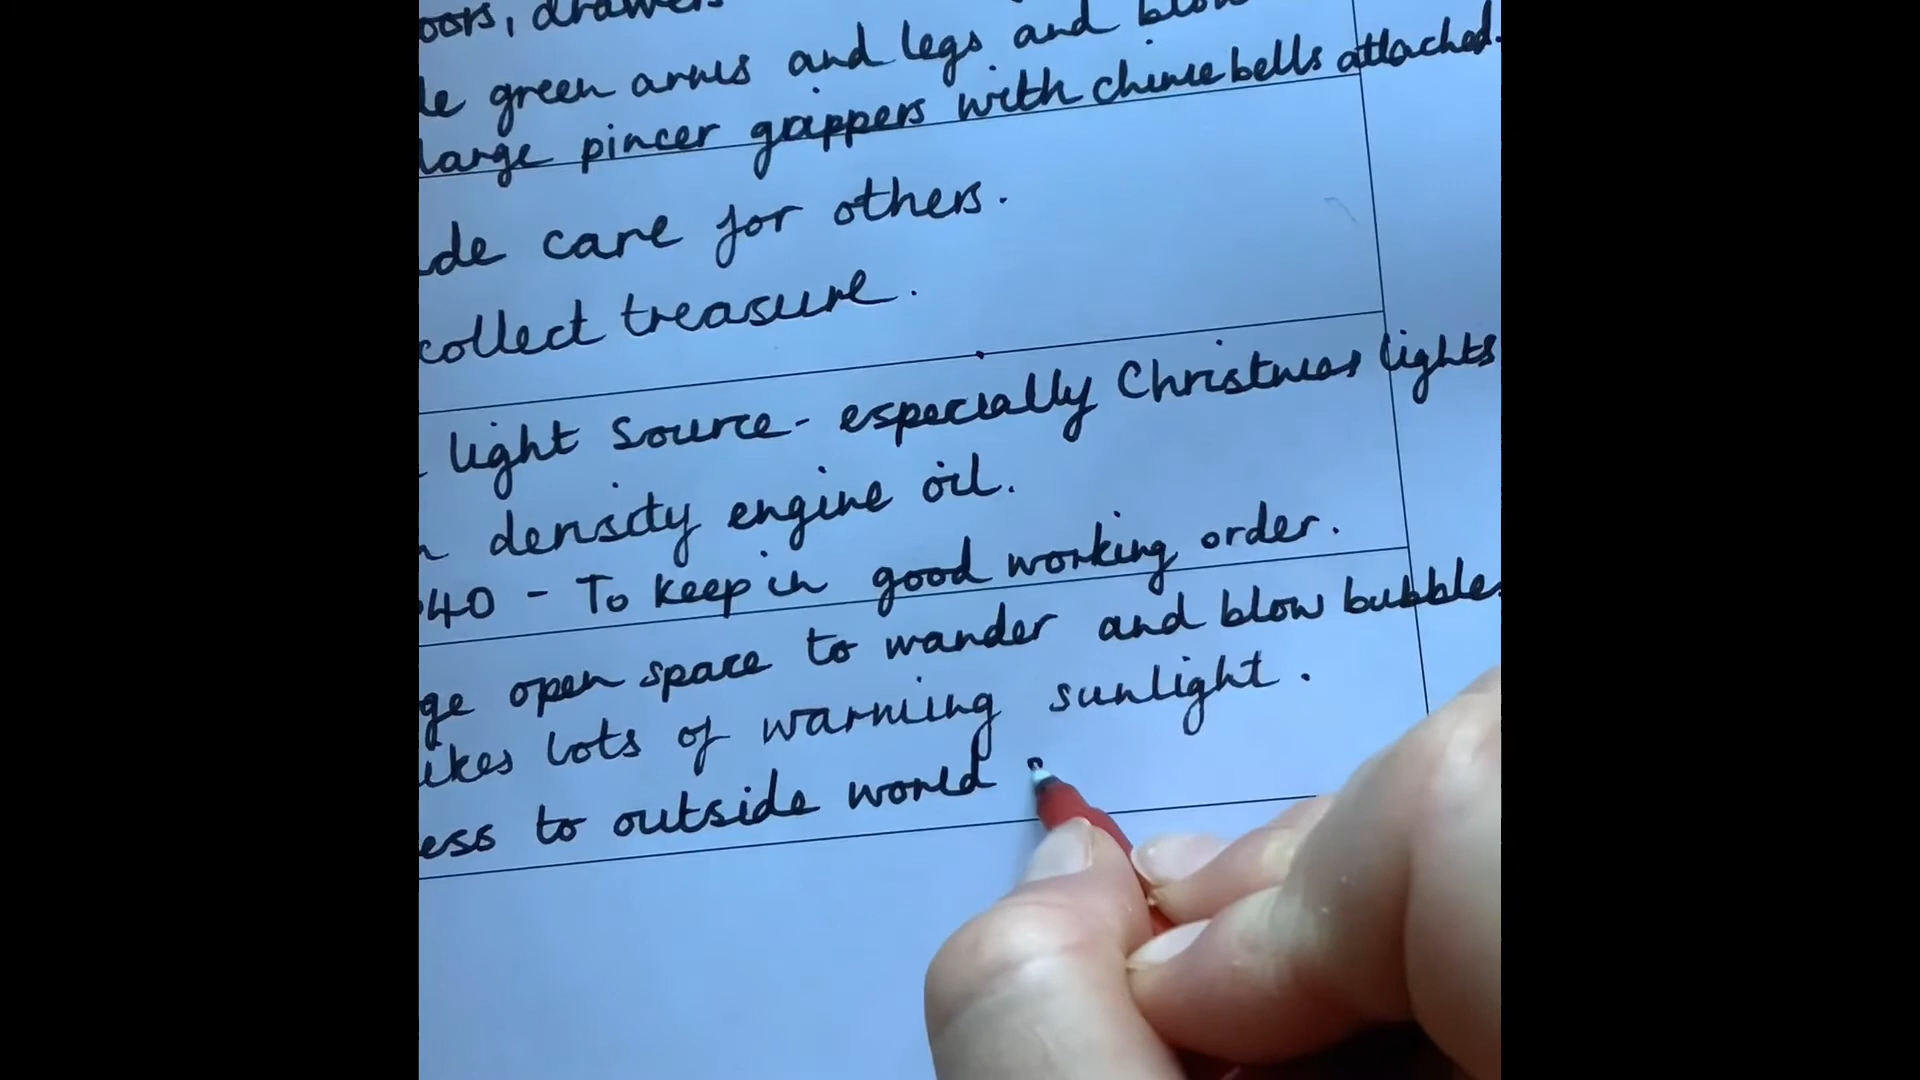 oors, drawers
le green arms and legs and blow
large pincer grippers with chime bells attached.
de care for others.
collect treasure.
light source - especially Christmas lights
density engine oil.
40 - To keep in good working order.
ge open space to wander and blow bubbles
ikes lots of warming sunlight.
ess to outside world